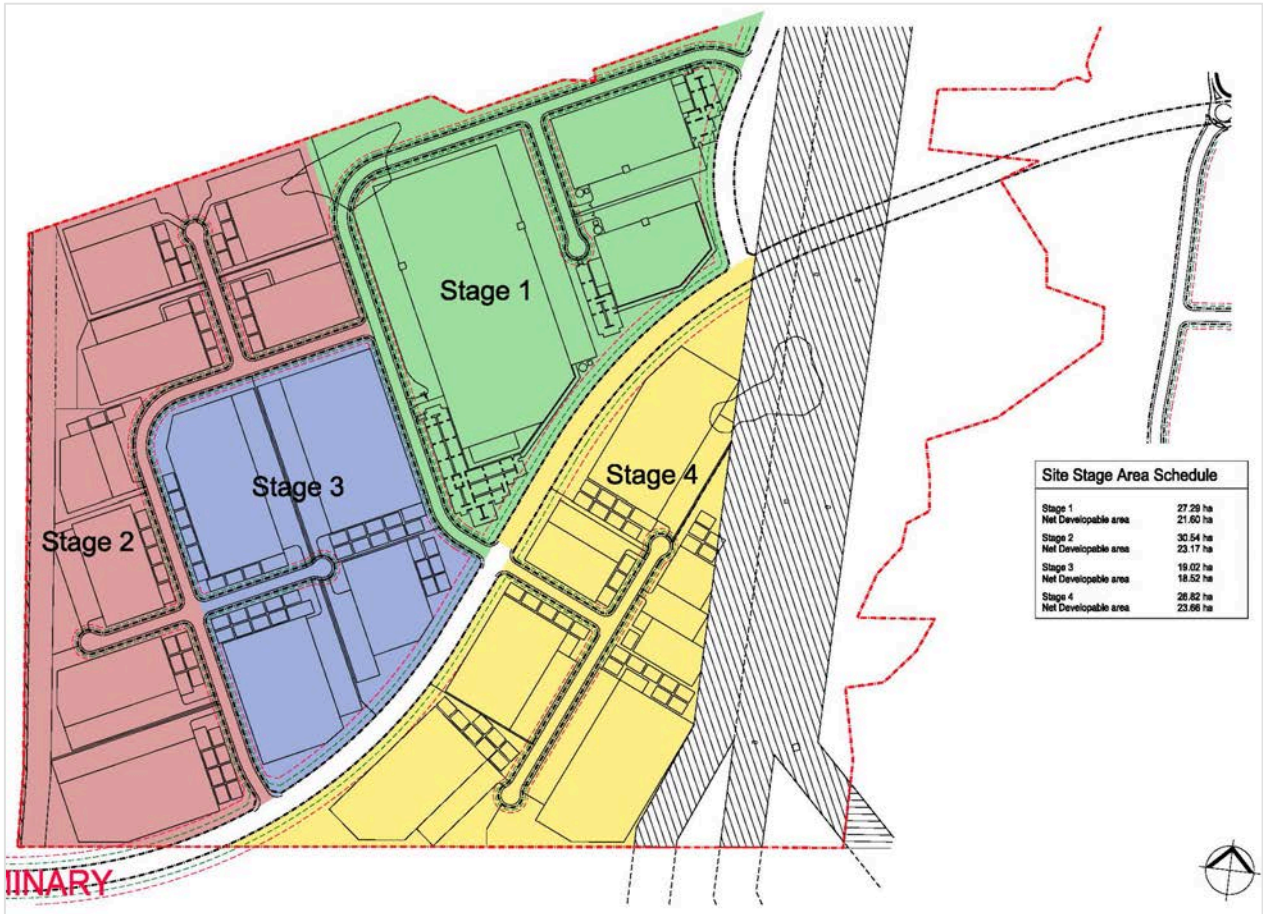 Stage 1
Stage 4
Stage 3
Stage 2
Site Stage Area Schedule
Stage 1 27.29 ha
Net Developable area 21.60 ha
Stage 2 30.54 ha
Net Developable area 23.17 ha
Stage 3 19.02 ha
Net Developable area 18.52 ha
Stage 4 26.82 ha
Net Developable area 23.66 ha
INARY